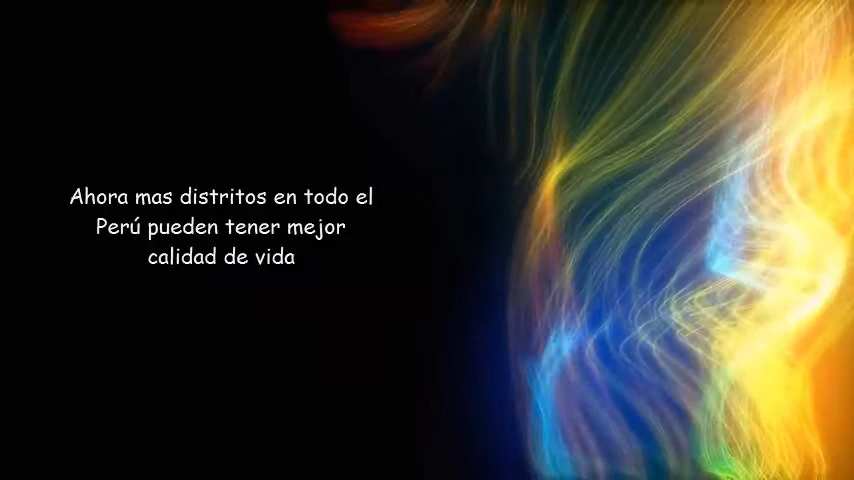 Ahora mas distritos en todo el
Perú pueden tener mejor
calidad de vida